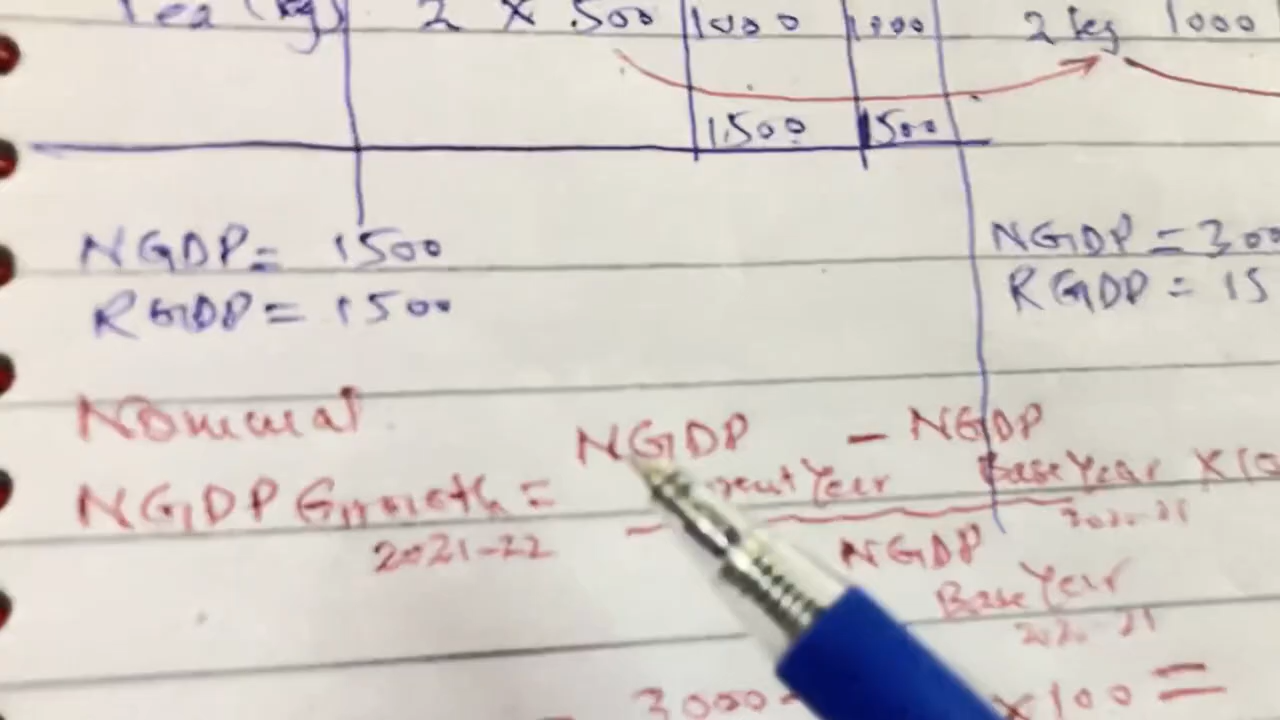 Tea (kg) 2 × 500 1000 1000 2 kg 1000
1500 1500
NGDP = 1500 NGDP = 300
RGDP = 1500 RGDP = 15
Nominal NGDP - NGDP
NGDP Growth = rent Year Base Year X 10
2021-22 2020-21
NGDP
Base Year
2020-21
3000- ×100 =